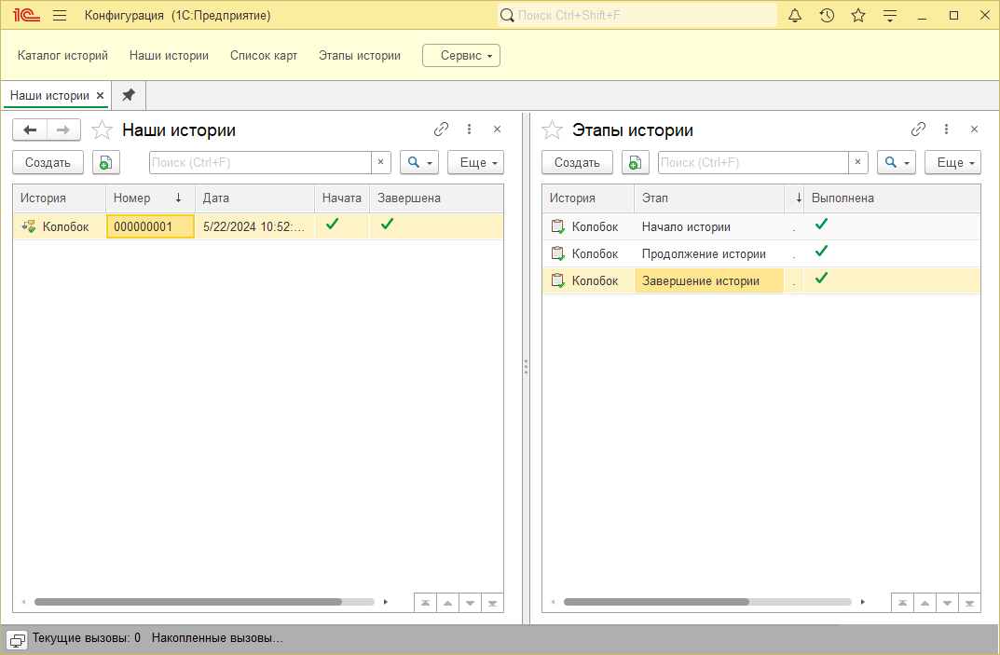 1С Конфигурация (1С:Предприятие) Поиск Ctrl+Shift+F
Каталог историй Наши истории Список карт Этапы истории Сервис
Наши истории
Наши истории
Создать Поиск (Ctrl+F) Еще
История Номер Дата Начата Завершена
Колобок 000000001 5/22/2024 10:52:...
Этапы истории
Создать Поиск (Ctrl+F) Еще
История Этап Выполнена
Колобок Начало истории .
Колобок Продолжение истории .
Колобок Завершение истории .
Текущие вызовы: 0 Накопленные вызовы...